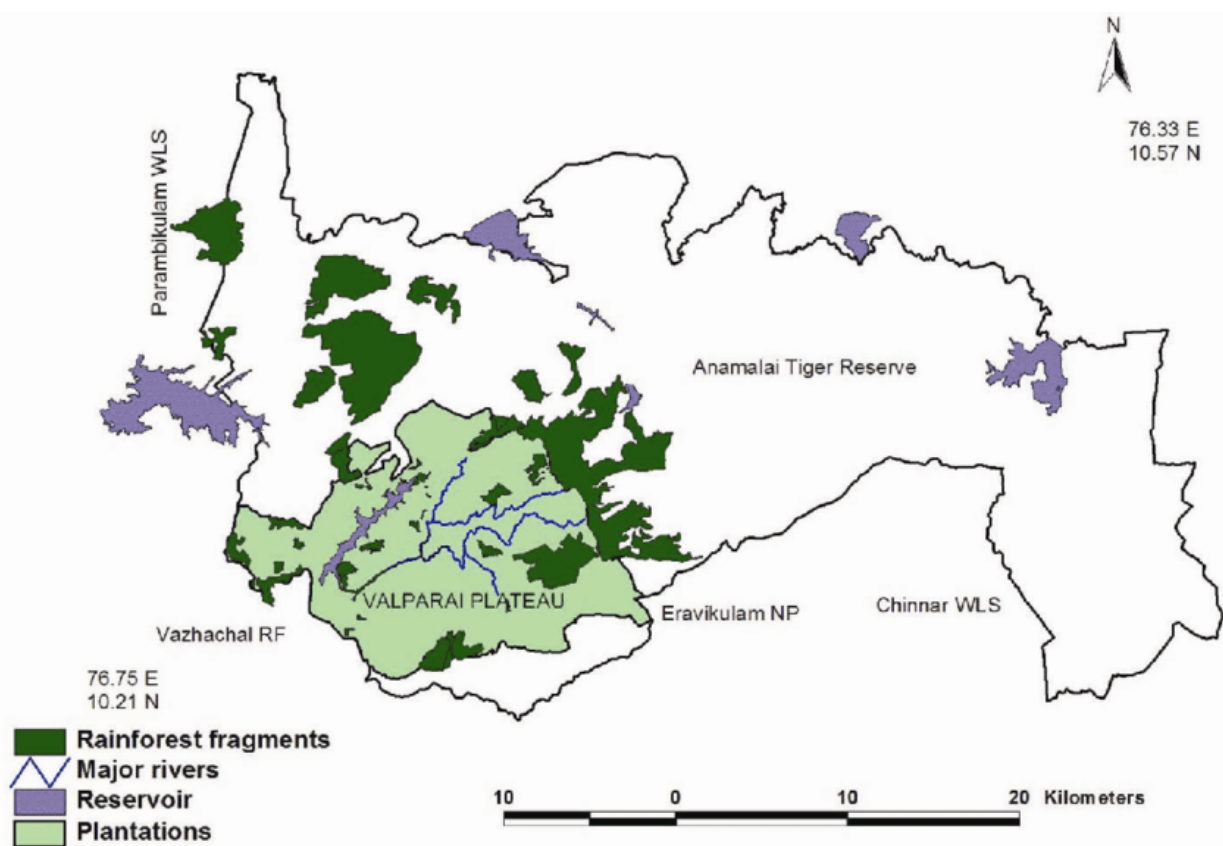 N
76.33 E
10.57 N
Parambikulam WLS
Anamalai Tiger Reserve
VALPARAI PLATEAU
Eravikulam NP
Chinnar WLS
Vazhachal RF
76.75 E
10.21 N
Rainforest fragments
Major rivers
Reservoir
Plantations
10 0 10 20 Kilometers